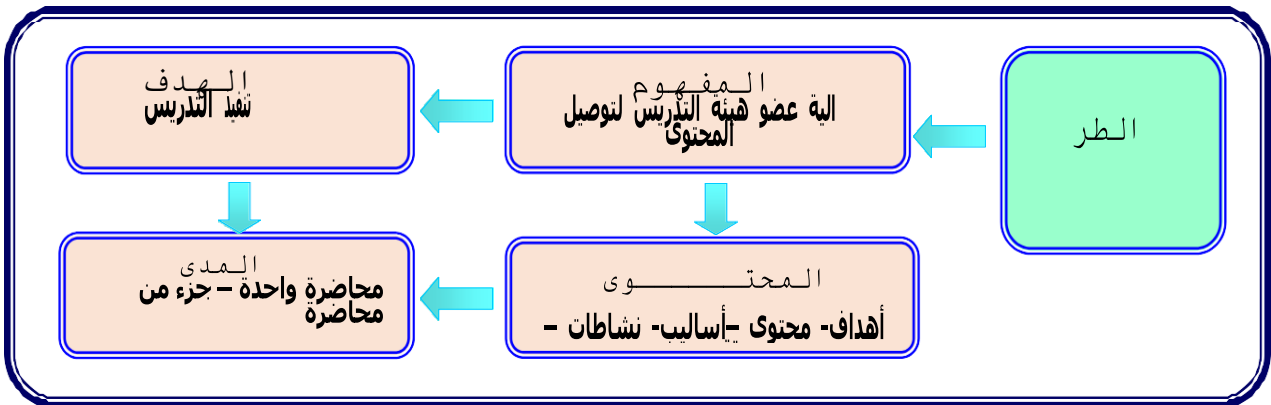 الطر
المفهوم
الية عضو هيئة التدريس لتوصيل
المحتوى
الهدف
تنفيذ التدريس
المحتــــــوى
أهداف- محتوى –أساليب- نشاطات –
المدى
محاضرة واحدة – جزء من
محاضرة